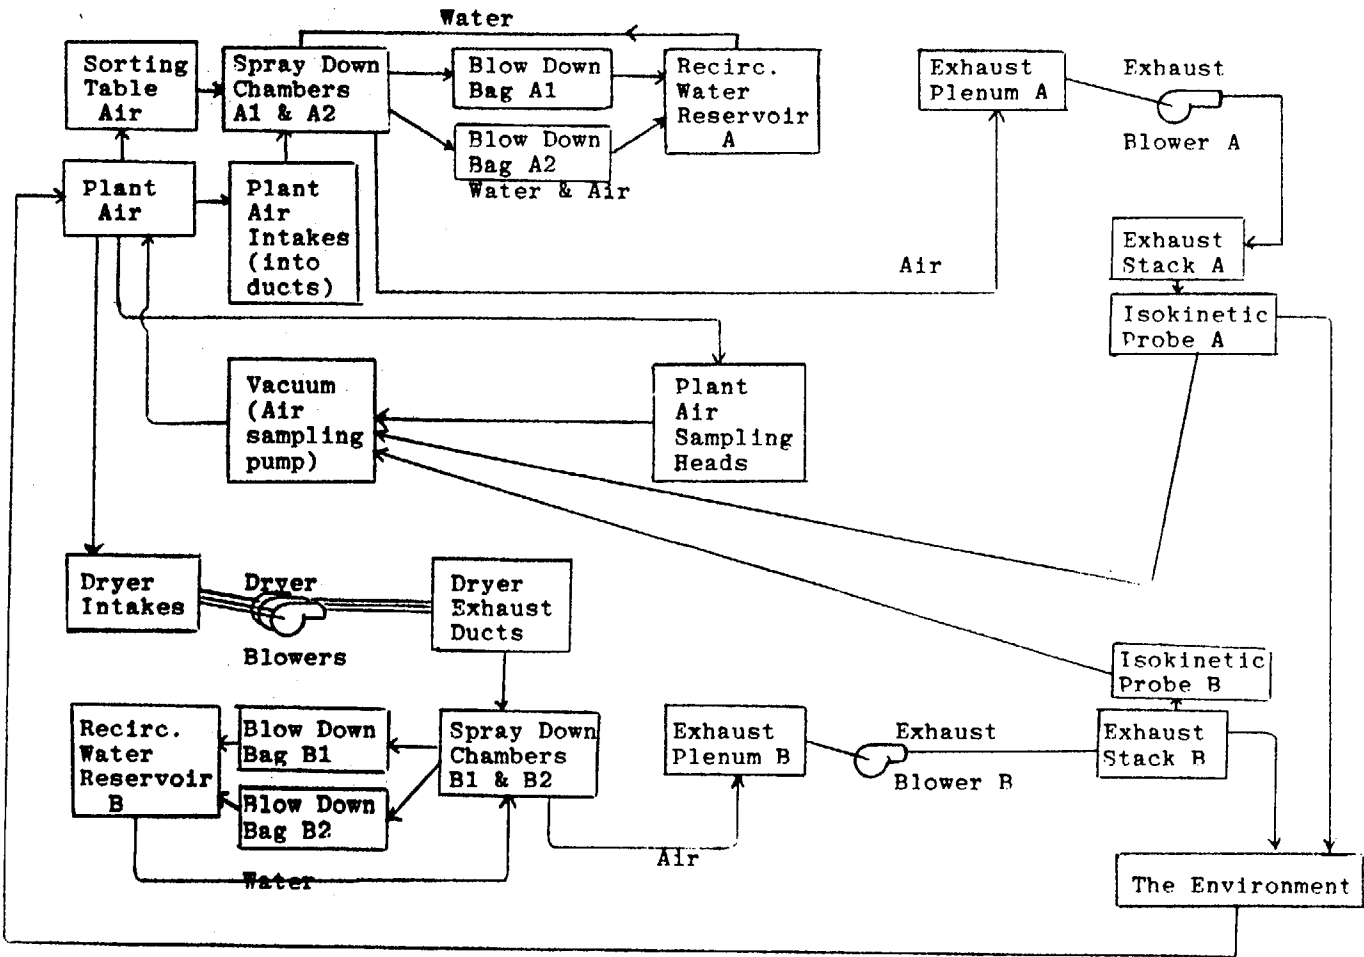 Water
Sorting
Table
Air
Spray Down
Chambers
A1 & A2
Blow Down
Bag A1
Blow Down
Bag A2
Water & Air
Recirc.
Water
Reservoir
A
Exhaust
Plenum A
Exhaust
Blower A
Plant
Air
Plant
Air
Intakes
(into
ducts)
Air
Exhaust
Stack A
Isokinetic
Probe A
Vacuum
(Air
sampling
pump)
Plant
Air
Sampling
Heads
Dryer
Intakes
Dryer
Blowers
Dryer
Exhaust
Ducts
Isokinetic
Probe B
Recirc.
Water
Reservoir
B
Blow Down
Bag B1
Blow Down
Bag B2
Spray Down
Chambers
B1 & B2
Exhaust
Plenum B
Exhaust
Blower B
Exhaust
Stack B
Water
Air
The Environment